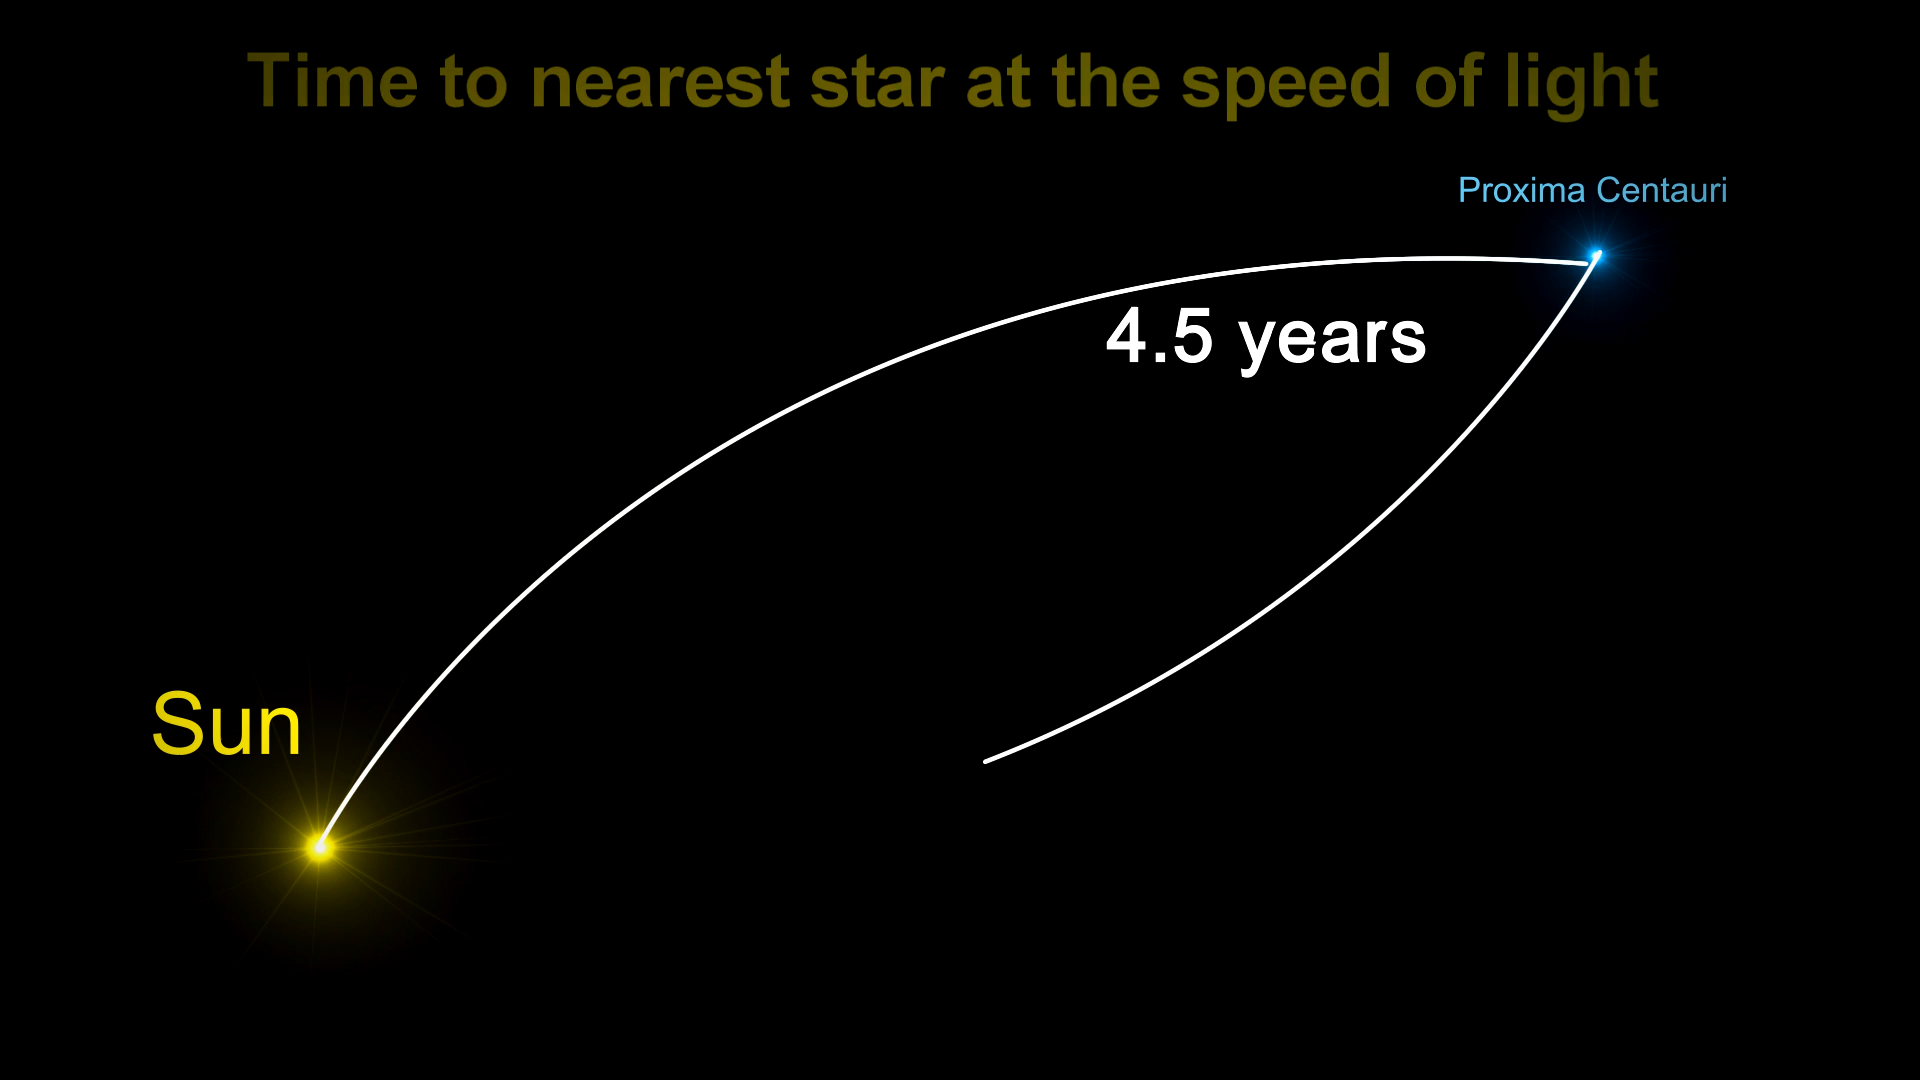 Time to nearest star at the speed of light
Proxima Centauri
4.5 years
Sun